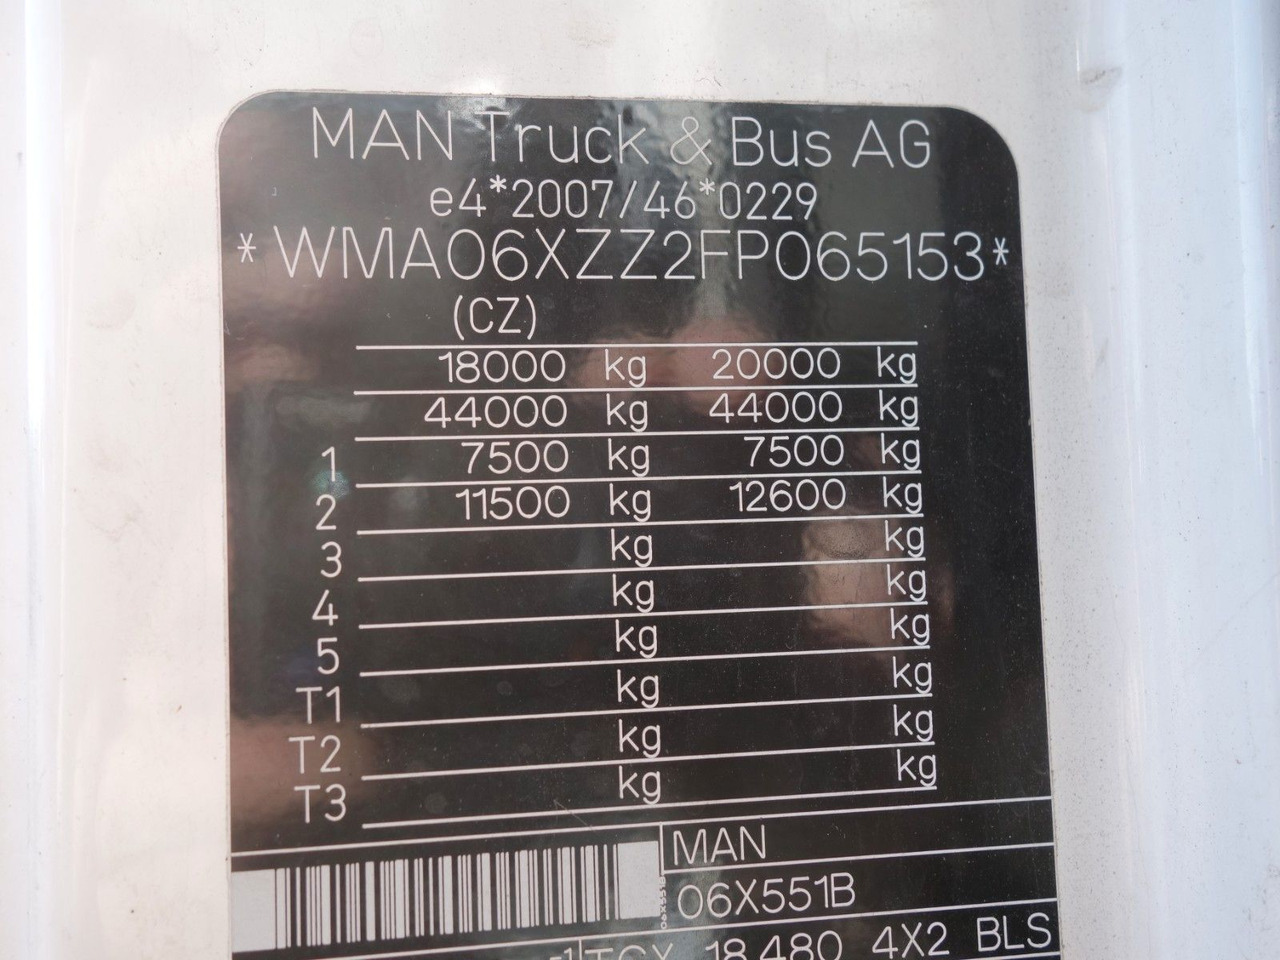 MAN Truck & Bus AG
e4*2007/46*0229
*WMA06XZZ2FP065153*
(CZ)
18000 kg 20000 kg
44000 kg 44000 kg
1 7500 kg 7500 kg
2 11500 kg 12600 kg
3 kg kg
4 kg kg
5 kg kg
T1 kg kg
T2 kg kg
T3 kg kg
MAN
06X551B
06X551B
TGX 18.480 4X2 BLS